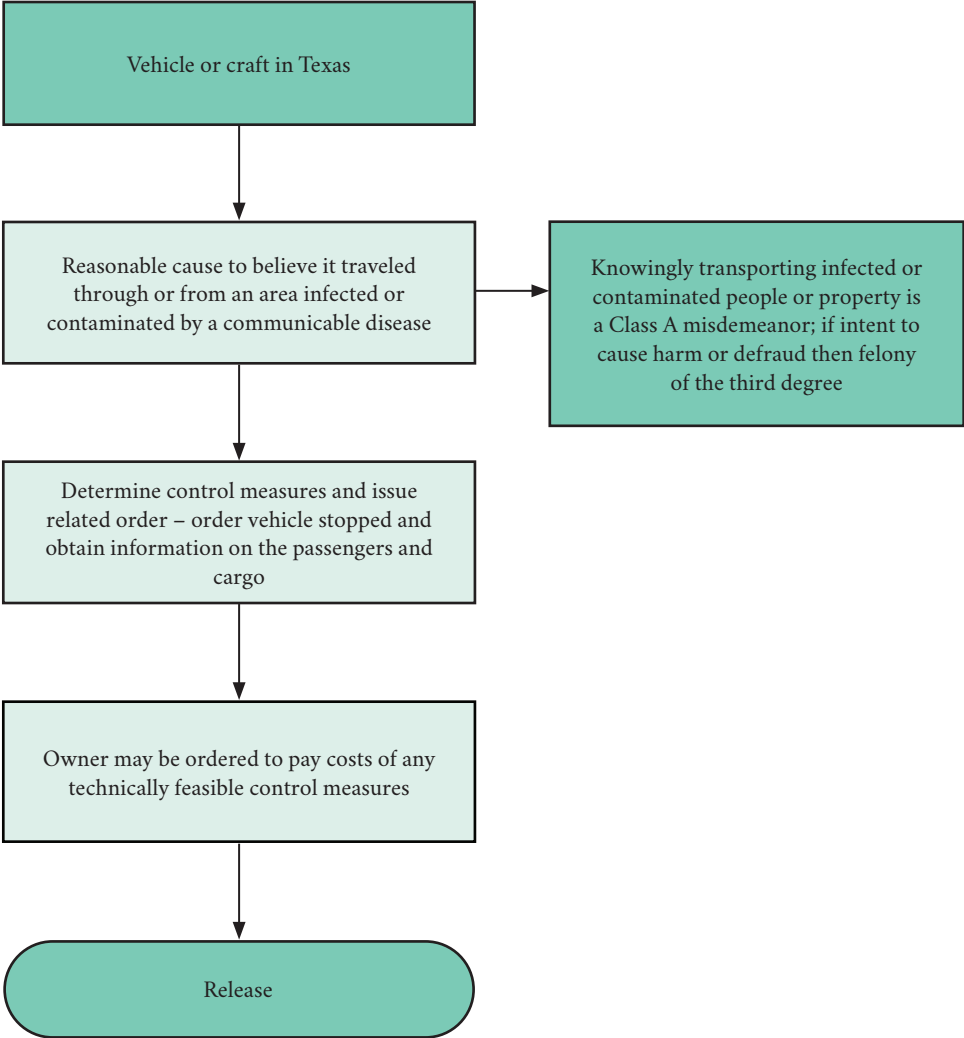 Vehicle or craft in Texas
Reasonable cause to believe it traveled
through or from an area infected or
contaminated by a communicable disease
Knowingly transporting infected or
contaminated people or property is
a Class A misdemeanor; if intent to
cause harm or defraud then felony
of the third degree
Determine control measures and issue
related order – order vehicle stopped and
obtain information on the passengers and
cargo
Owner may be ordered to pay costs of any
technically feasible control measures
Release